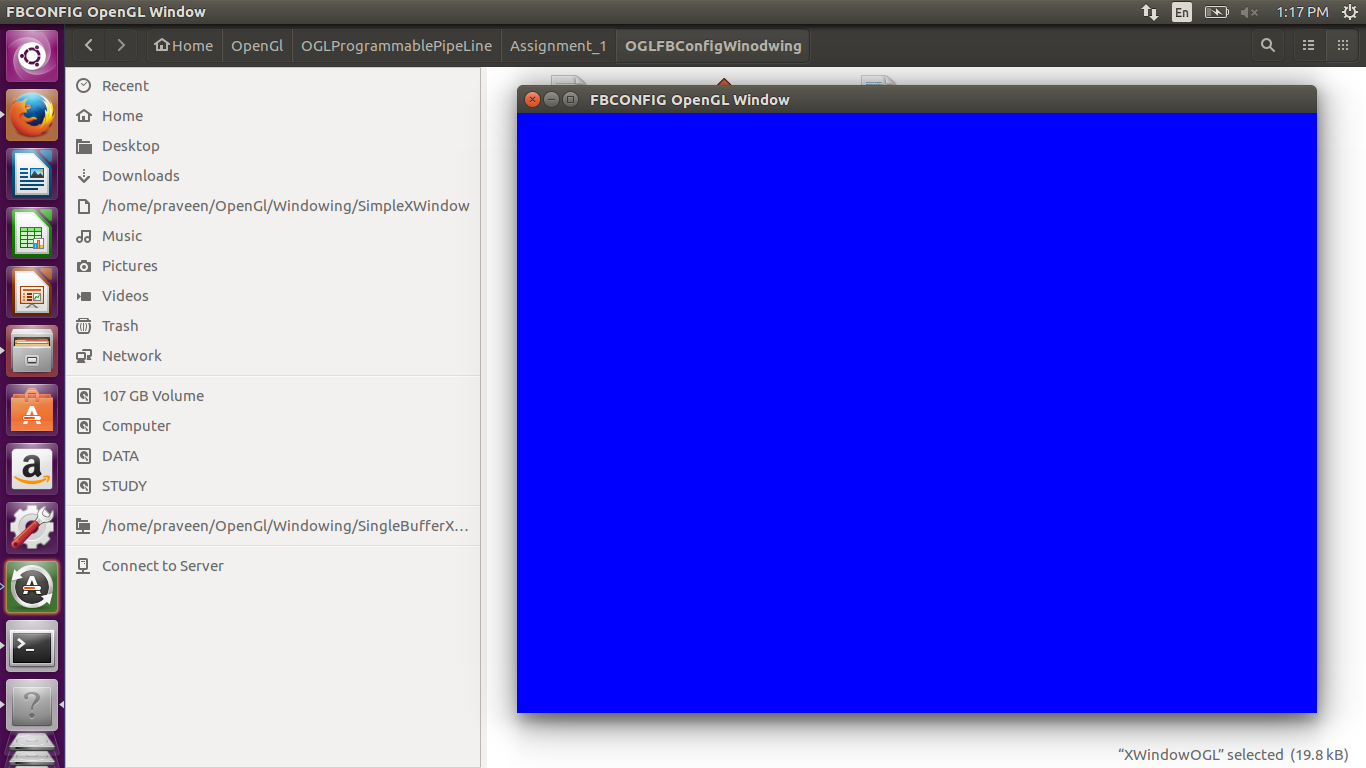 FBCONFIG OpenGL Window
En
1:17 PM
Home
OpenGl
OGLProgrammablePipeLine
Assignment_1
OGLFBConfigWinodwing
Recent
Home
Desktop
Downloads
/home/praveen/OpenGl/Windowing/SimpleXWindow
Music
Pictures
Videos
Trash
Network
107 GB Volume
Computer
DATA
STUDY
/home/praveen/OpenGl/Windowing/SingleBufferX…
Connect to Server
FBCONFIG OpenGL Window
“XWindowOGL” selected (19.8 kB)